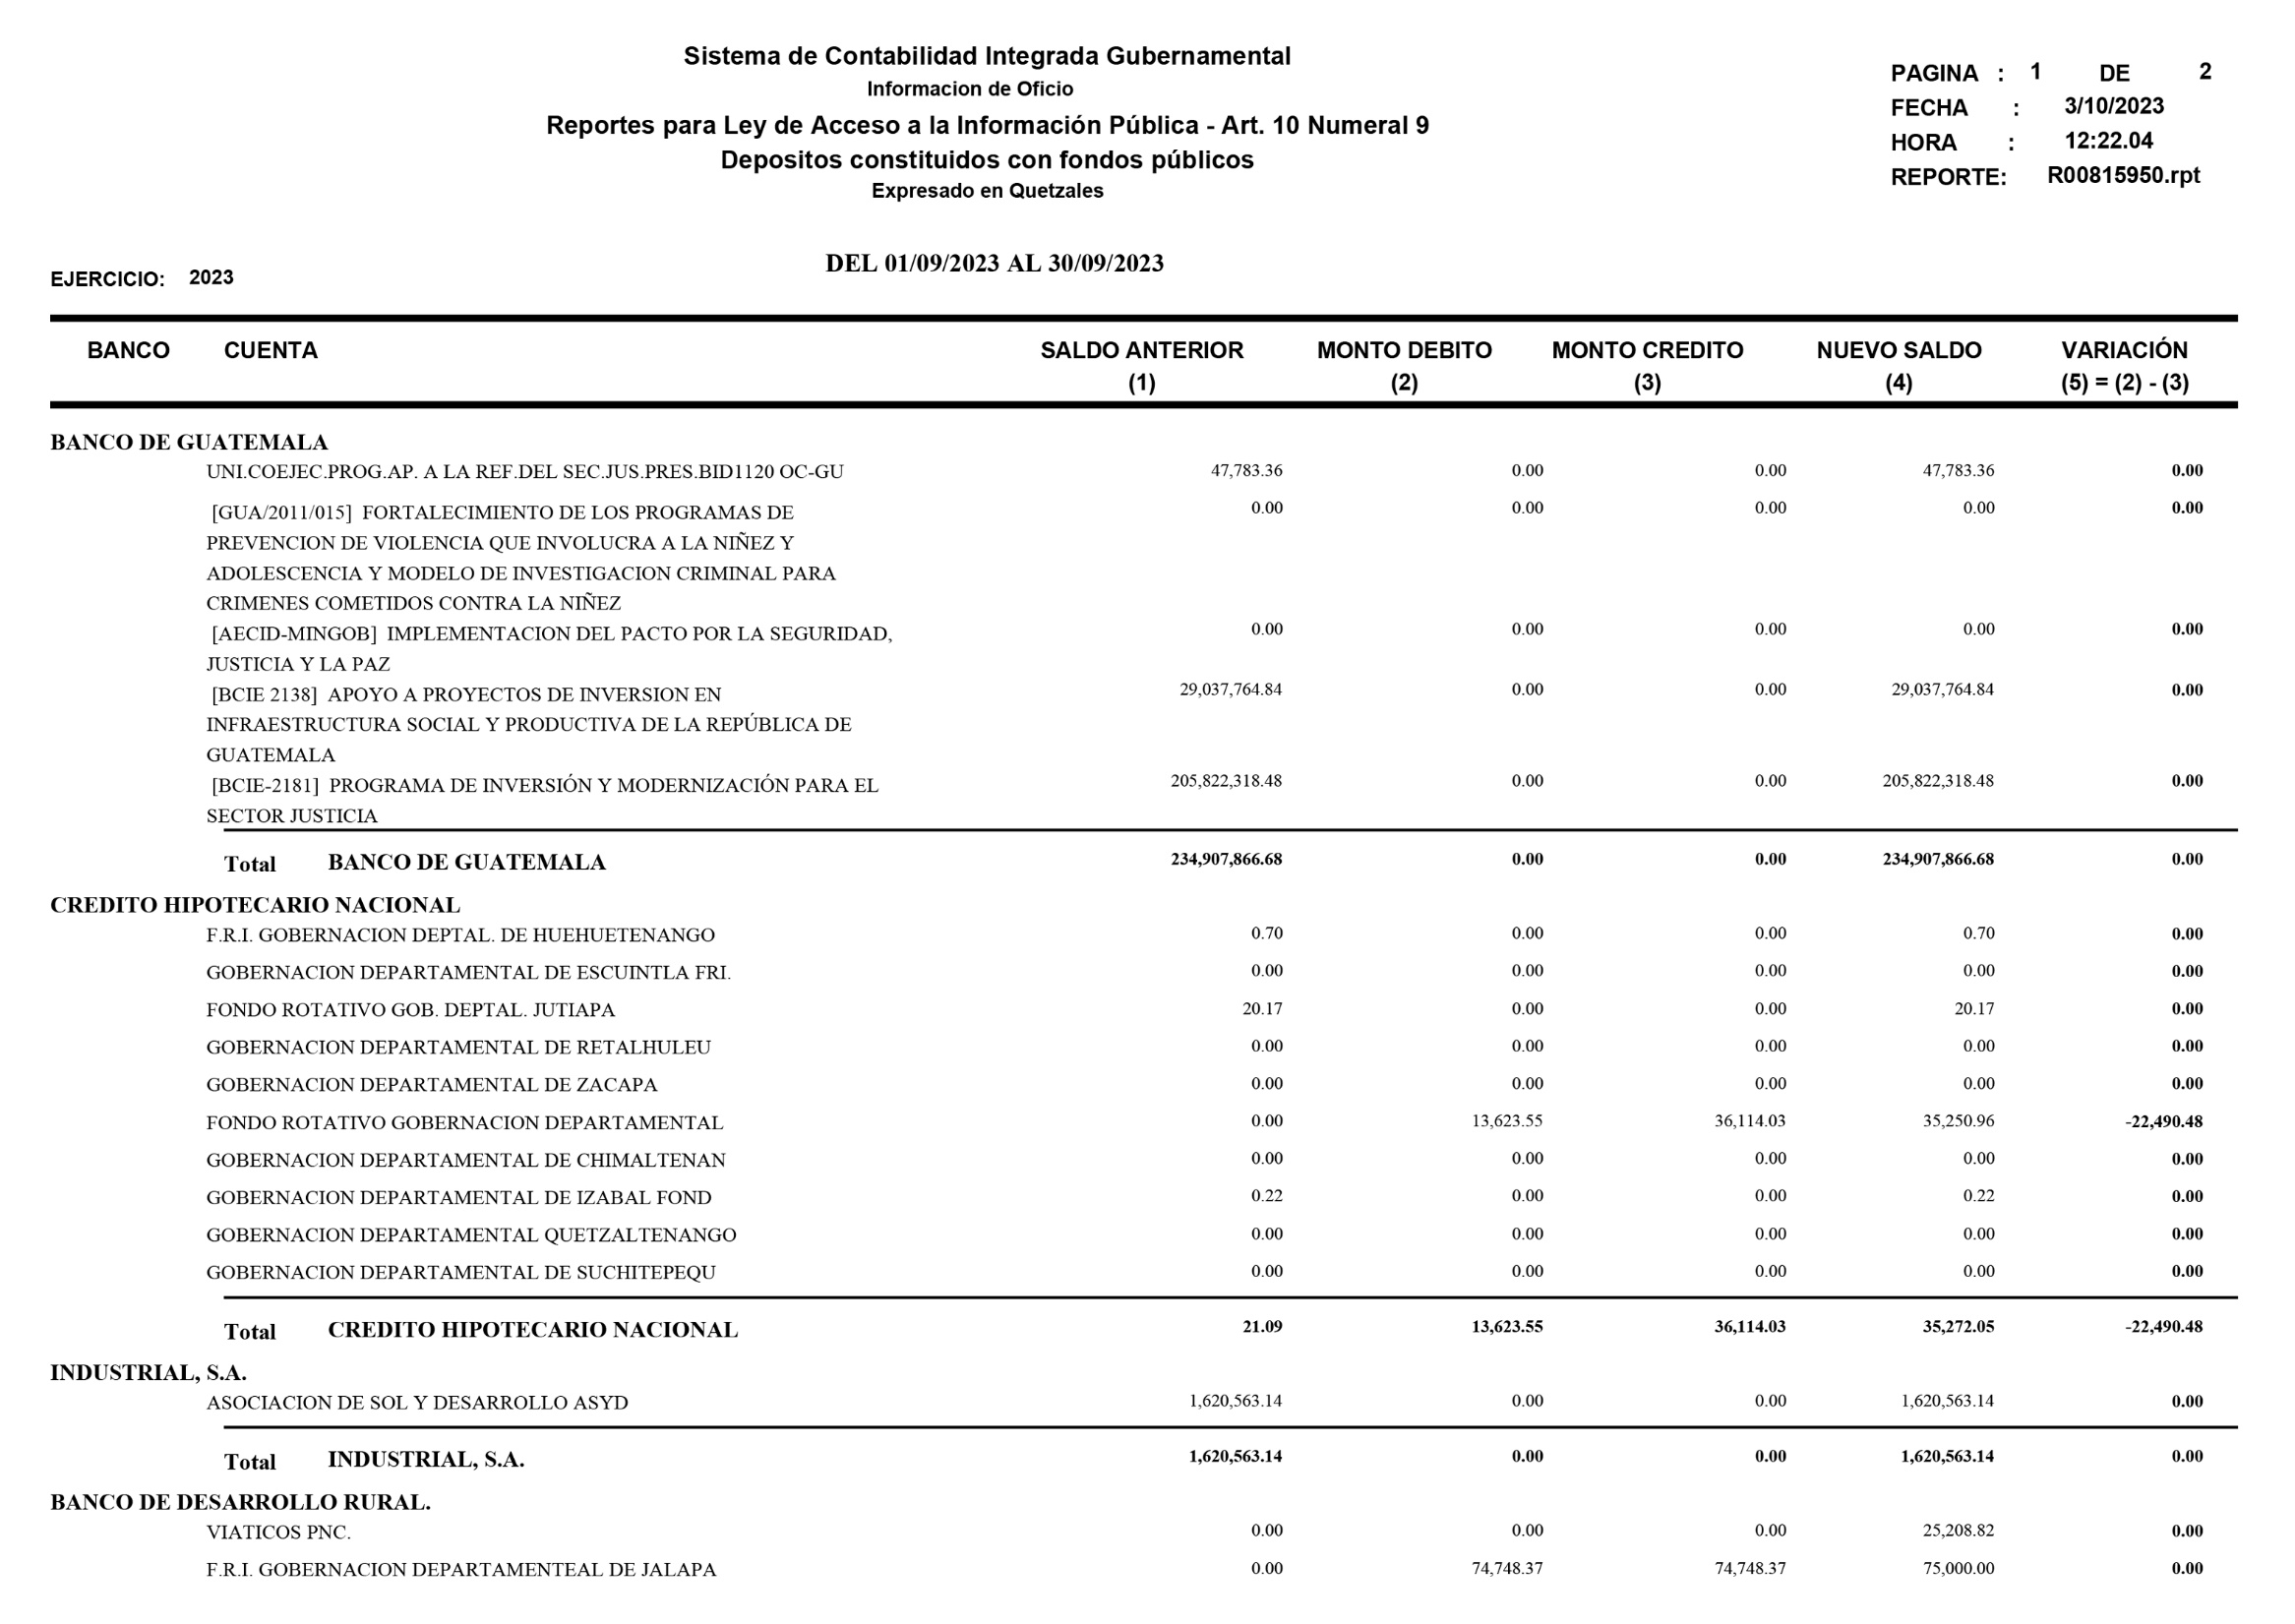 Sistema de Contabilidad Integrada Gubernamental
Informacion de Oficio
Reportes para Ley de Acceso a la Información Pública - Art. 10 Numeral 9
Depositos constituidos con fondos públicos
Expresado en Quetzales
PAGINA : 1 DE 2
FECHA : 3/10/2023
HORA : 12:22.04
REPORTE: R00815950.rpt
DEL 01/09/2023 AL 30/09/2023
EJERCICIO: 2023
BANCO CUENTA SALDO ANTERIOR MONTO DEBITO MONTO CREDITO NUEVO SALDO VARIACIÓN
(1) (2) (3) (4) (5) = (2) - (3)
BANCO DE GUATEMALA
UNI.COEJEC.PROG.AP. A LA REF.DEL SEC.JUS.PRES.BID1120 OC-GU 47,783.36 0.00 0.00 47,783.36 0.00
[GUA/2011/015] FORTALECIMIENTO DE LOS PROGRAMAS DE 0.00 0.00 0.00 0.00 0.00
PREVENCION DE VIOLENCIA QUE INVOLUCRA A LA NIÑEZ Y
ADOLESCENCIA Y MODELO DE INVESTIGACION CRIMINAL PARA
CRIMENES COMETIDOS CONTRA LA NIÑEZ
[AECID-MINGOB] IMPLEMENTACION DEL PACTO POR LA SEGURIDAD, 0.00 0.00 0.00 0.00 0.00
JUSTICIA Y LA PAZ
[BCIE 2138] APOYO A PROYECTOS DE INVERSION EN 29,037,764.84 0.00 0.00 29,037,764.84 0.00
INFRAESTRUCTURA SOCIAL Y PRODUCTIVA DE LA REPÚBLICA DE
GUATEMALA
[BCIE-2181] PROGRAMA DE INVERSIÓN Y MODERNIZACIÓN PARA EL 205,822,318.48 0.00 0.00 205,822,318.48 0.00
SECTOR JUSTICIA
Total BANCO DE GUATEMALA 234,907,866.68 0.00 0.00 234,907,866.68 0.00
CREDITO HIPOTECARIO NACIONAL
F.R.I. GOBERNACION DEPTAL. DE HUEHUETENANGO 0.70 0.00 0.00 0.70 0.00
GOBERNACION DEPARTAMENTAL DE ESCUINTLA FRI. 0.00 0.00 0.00 0.00 0.00
FONDO ROTATIVO GOB. DEPTAL. JUTIAPA 20.17 0.00 0.00 20.17 0.00
GOBERNACION DEPARTAMENTAL DE RETALHULEU 0.00 0.00 0.00 0.00 0.00
GOBERNACION DEPARTAMENTAL DE ZACAPA 0.00 0.00 0.00 0.00 0.00
FONDO ROTATIVO GOBERNACION DEPARTAMENTAL 0.00 13,623.55 36,114.03 35,250.96 -22,490.48
GOBERNACION DEPARTAMENTAL DE CHIMALTENAN 0.00 0.00 0.00 0.00 0.00
GOBERNACION DEPARTAMENTAL DE IZABAL FOND 0.22 0.00 0.00 0.22 0.00
GOBERNACION DEPARTAMENTAL QUETZALTENANGO 0.00 0.00 0.00 0.00 0.00
GOBERNACION DEPARTAMENTAL DE SUCHITEPEQU 0.00 0.00 0.00 0.00 0.00
Total CREDITO HIPOTECARIO NACIONAL 21.09 13,623.55 36,114.03 35,272.05 -22,490.48
INDUSTRIAL, S.A.
ASOCIACION DE SOL Y DESARROLLO ASYD 1,620,563.14 0.00 0.00 1,620,563.14 0.00
Total INDUSTRIAL, S.A. 1,620,563.14 0.00 0.00 1,620,563.14 0.00
BANCO DE DESARROLLO RURAL.
VIATICOS PNC. 0.00 0.00 0.00 25,208.82 0.00
F.R.I. GOBERNACION DEPARTAMENTEAL DE JALAPA 0.00 74,748.37 74,748.37 75,000.00 0.00